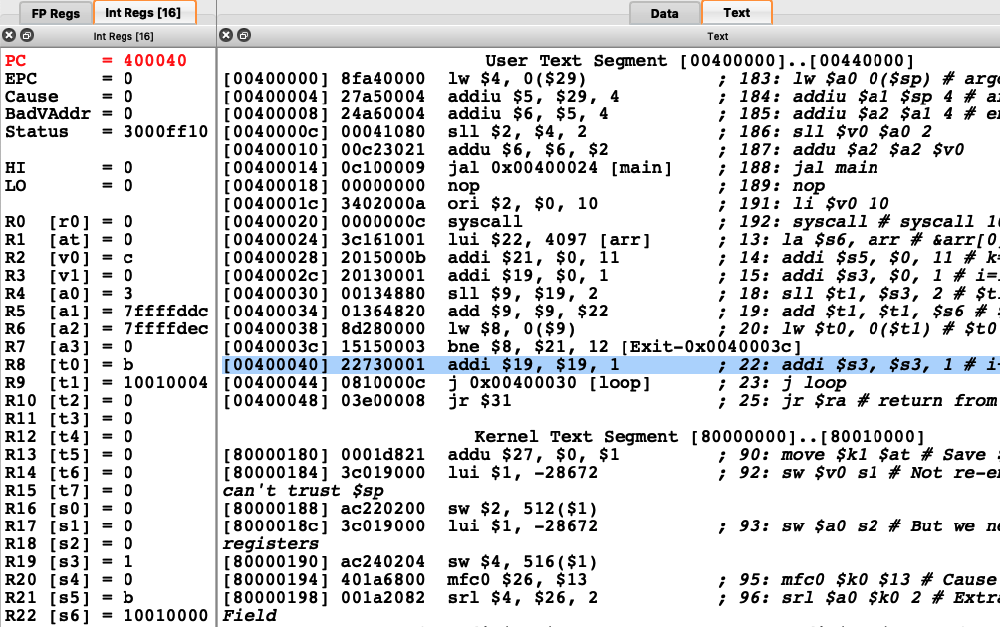 FP Regs Int Regs [16] Data Text
Int Regs [16] Text
PC = 400040
EPC = 0
Cause = 0
BadVAddr = 0
Status = 3000ff10
HI = 0
LO = 0
R0 [r0] = 0
R1 [at] = 0
R2 [v0] = c
R3 [v1] = 0
R4 [a0] = 3
R5 [a1] = 7ffffddc
R6 [a2] = 7ffffdec
R7 [a3] = 0
R8 [t0] = b
R9 [t1] = 10010004
R10 [t2] = 0
R11 [t3] = 0
R12 [t4] = 0
R13 [t5] = 0
R14 [t6] = 0
R15 [t7] = 0
R16 [s0] = 0
R17 [s1] = 0
R18 [s2] = 0
R19 [s3] = 1
R20 [s4] = 0
R21 [s5] = b
R22 [s6] = 10010000
User Text Segment [00400000]..[00440000]
[00400000] 8fa40000 lw $4, 0($29) ; 183: lw $a0 0($sp) # argc
[00400004] 27a50004 addiu $5, $29, 4 ; 184: addiu $a1 $sp 4 # a
[00400008] 24a60004 addiu $6, $5, 4 ; 185: addiu $a2 $a1 4 # e
[0040000c] 00041080 sll $2, $4, 2 ; 186: sll $v0 $a0 2
[00400010] 00c23021 addu $6, $6, $2 ; 187: addu $a2 $a2 $v0
[00400014] 0c100009 jal 0x00400024 [main] ; 188: jal main
[00400018] 00000000 nop ; 189: nop
[0040001c] 3402000a ori $2, $0, 10 ; 191: li $v0 10
[00400020] 0000000c syscall ; 192: syscall # syscall 10
[00400024] 3c161001 lui $22, 4097 [arr] ; 13: la $s6, arr # &arr[0]
[00400028] 2015000b addi $21, $0, 11 ; 14: addi $s5, $0, 11 # k=
[0040002c] 20130001 addi $19, $0, 1 ; 15: addi $s3, $0, 1 # i=
[00400030] 00134880 sll $9, $19, 2 ; 18: sll $t1, $s3, 2 # $t
[00400034] 01364820 add $9, $9, $22 ; 19: add $t1, $t1, $s6 #
[00400038] 8d280000 lw $8, 0($9) ; 20: lw $t0, 0($t1) # $t0
[0040003c] 15150003 bne $8, $21, 12 [Exit-0x0040003c]
[00400040] 22730001 addi $19, $19, 1 ; 22: addi $s3, $s3, 1 # i
[00400044] 0810000c j 0x00400030 [loop] ; 23: j loop
[00400048] 03e00008 jr $31 ; 25: jr $ra # return from
Kernel Text Segment [80000000]..[80010000]
[80000180] 0001d821 addu $27, $0, $1 ; 90: move $k1 $at # Save
[80000184] 3c019000 lui $1, -28672 ; 92: sw $v0 s1 # Not re-e
can't trust $sp
[80000188] ac220200 sw $2, 512($1)
[8000018c] 3c019000 lui $1, -28672 ; 93: sw $a0 s2 # But we ne
registers
[80000190] ac240204 sw $4, 516($1)
[80000194] 401a6800 mfc0 $26, $13 ; 95: mfc0 $k0 $13 # Cause
[80000198] 001a2082 srl $4, $26, 2 ; 96: srl $a0 $k0 2 # Extra
Field